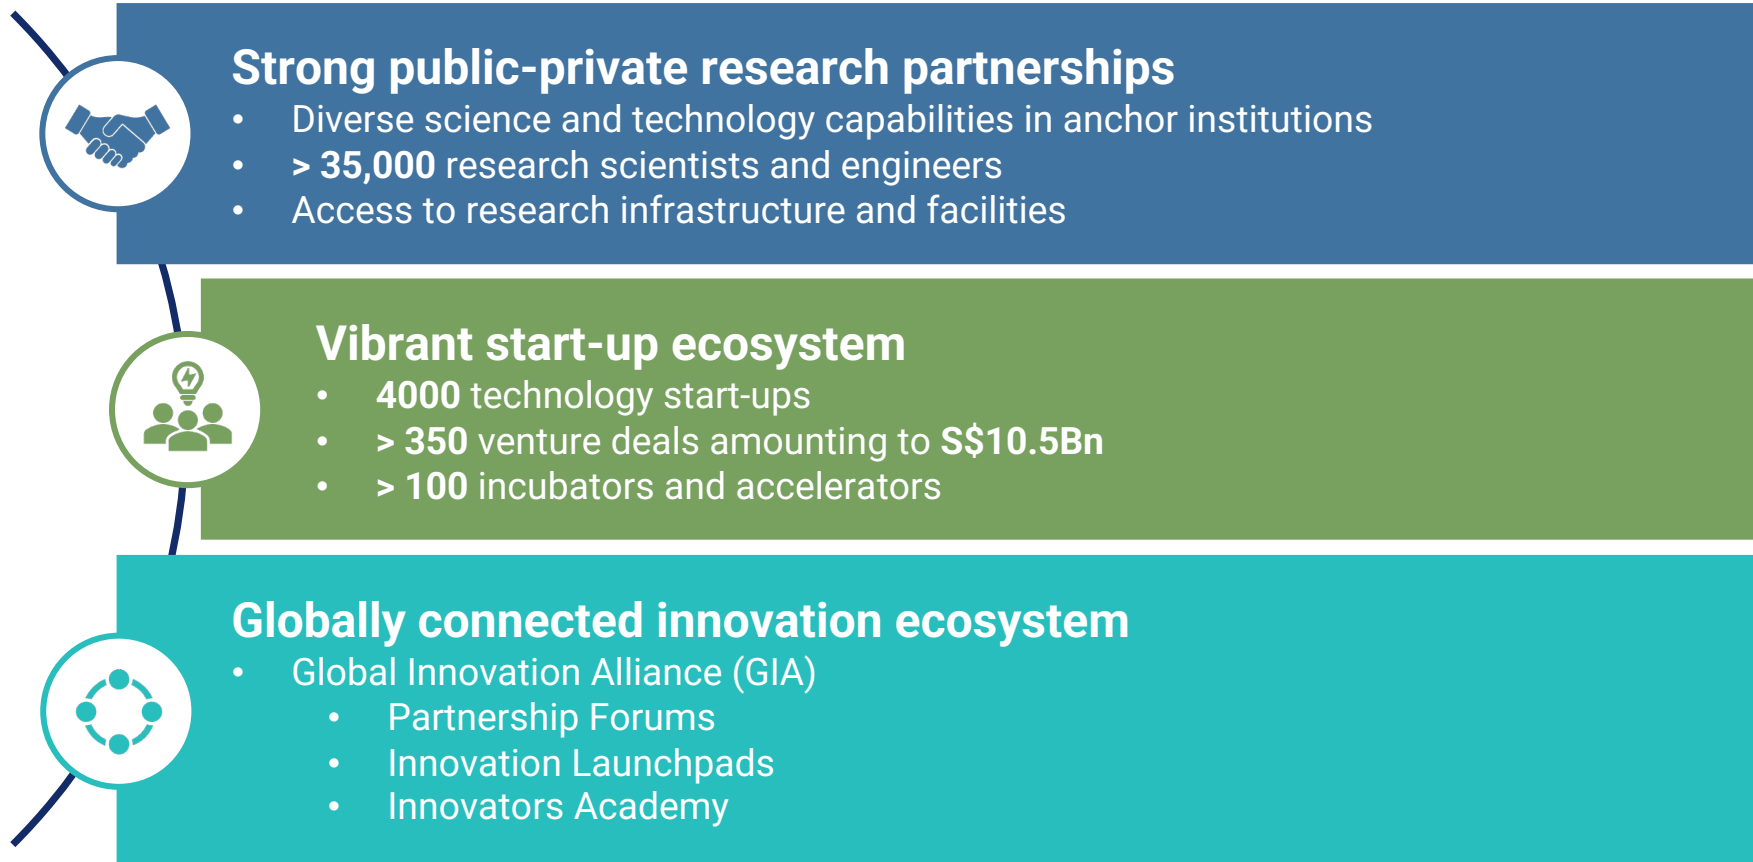 Strong public-private research partnerships
• Diverse science and technology capabilities in anchor institutions
• > 35,000 research scientists and engineers
• Access to research infrastructure and facilities
Vibrant start-up ecosystem
• 4000 technology start-ups
• > 350 venture deals amounting to S$10.5Bn
• > 100 incubators and accelerators
Globally connected innovation ecosystem
• Global Innovation Alliance (GIA)
• Partnership Forums
• Innovation Launchpads
• Innovators Academy